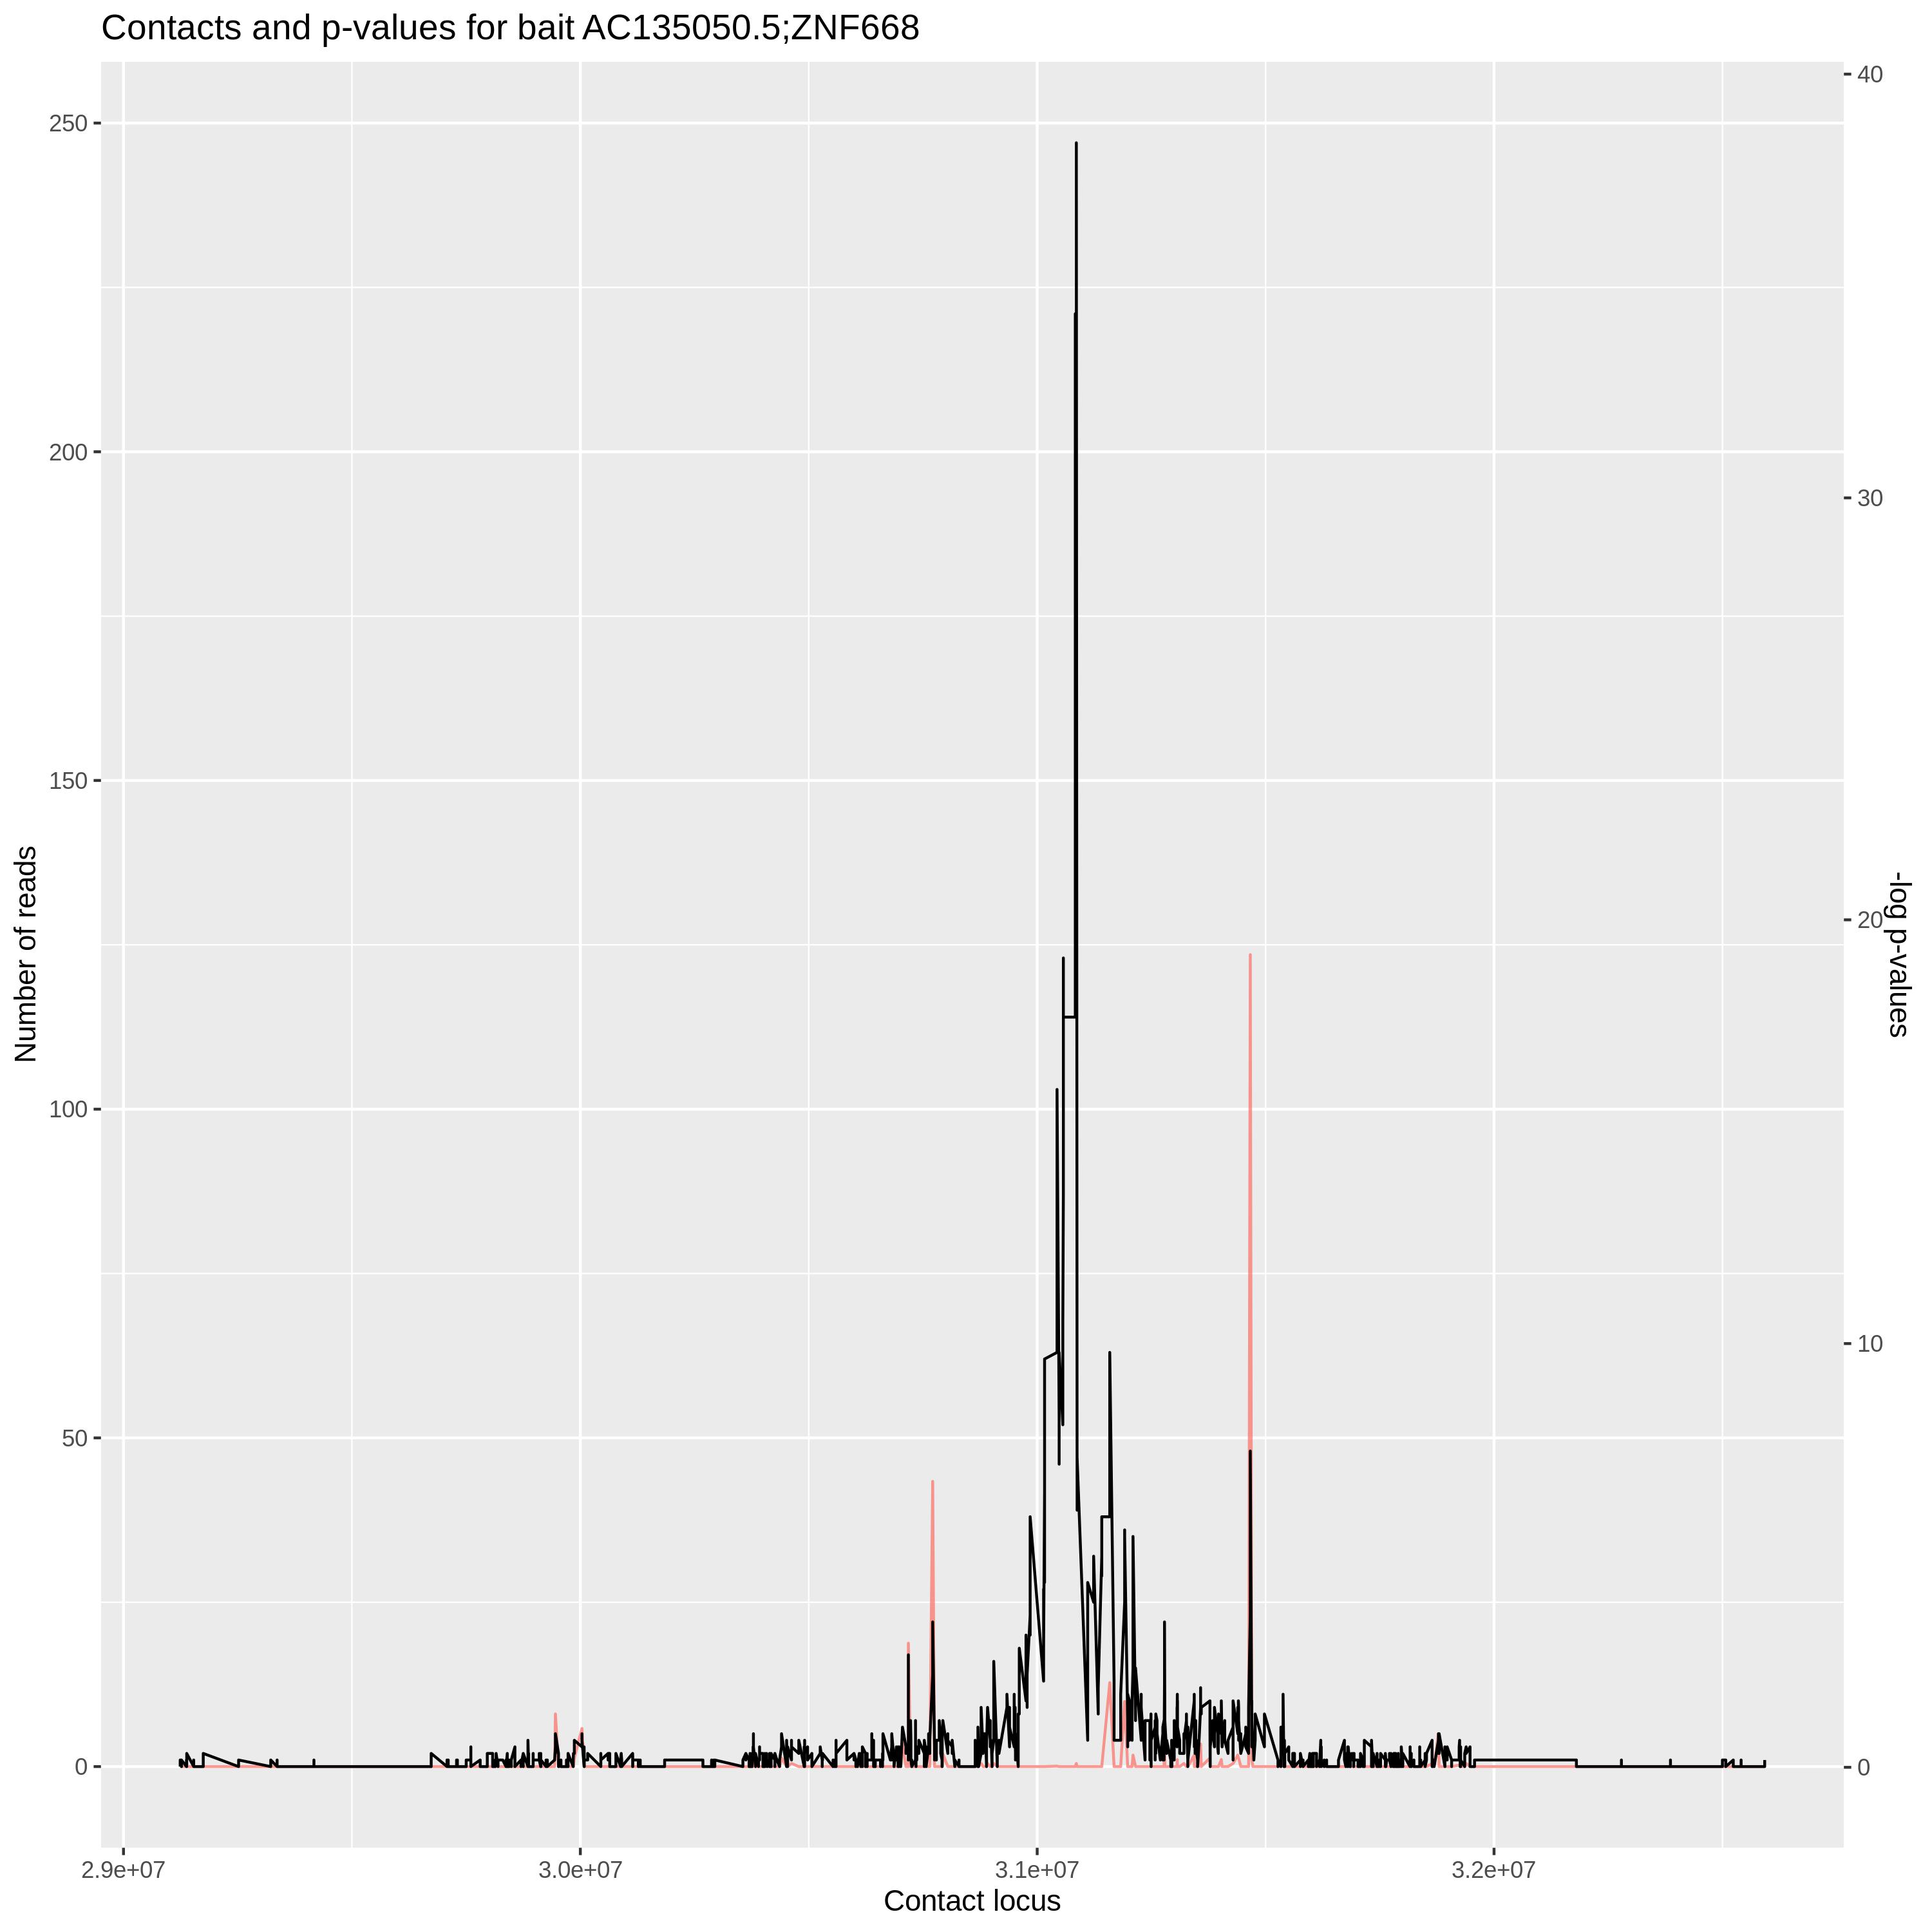 Contacts and p-values for bait AC135050.5;ZNF668
250
200
150
100
50
0
Number of reads
40
30
20
10
0
-log p-values
2.9e+07
3.0e+07
3.1e+07
3.2e+07
Contact locus